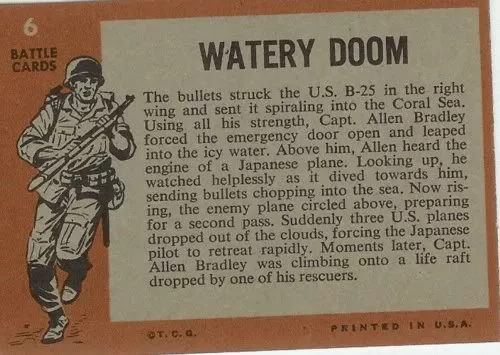 6
BATTLE
CARDS
WATERY DOOM
The bullets struck the U.S. B-25 in the right
wing and sent it spiraling into the Coral Sea.
Using all his strength, Capt. Allen Bradley
forced the emergency door open and leaped
into the icy water. Above him, Allen heard the
engine of a Japanese plane. Looking up, he
watched helplessly as it dived towards him,
sending bullets chopping into the sea. Now ris-
ing, the enemy plane circled above, preparing
for a second pass. Suddenly three U.S. planes
dropped out of the clouds, forcing the Japanese
pilot to retreat rapidly. Moments later, Capt.
Allen Bradley was climbing onto a life raft
dropped by one of his rescuers.
©T. C. G.
PRINTED IN U.S.A.